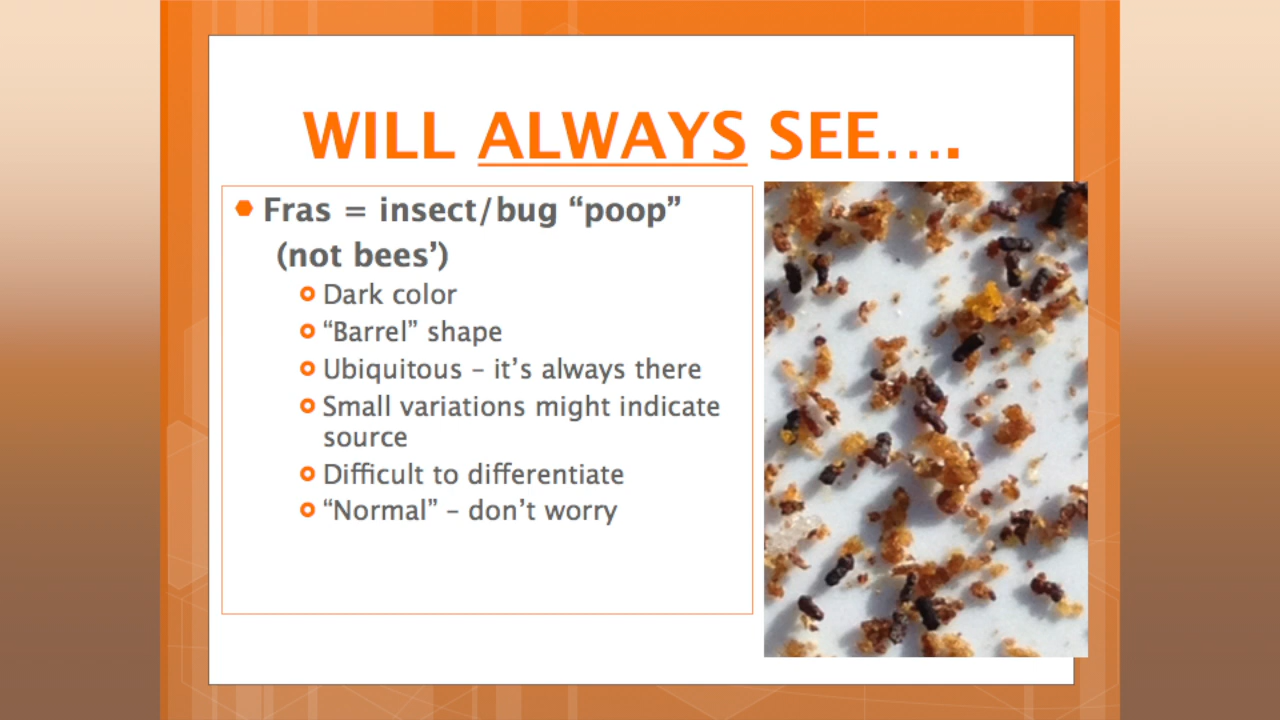 WILL ALWAYS SEE….
Fras = insect/bug “poop”
(not bees’)
Dark color
“Barrel” shape
Ubiquitous – it’s always there
Small variations might indicate
source
Difficult to differentiate
“Normal” – don’t worry